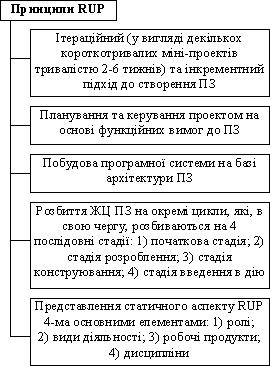 Принципи RUP
Ітераційний (у вигляді декількох
короткотривалих міні-проектів
тривалістю 2-6 тижнів) та інкрементний
підхід до створення ПЗ
Планування та керування проектом на
основі функційних вимог до ПЗ
Побудова програмної системи на базі
архітектури ПЗ
Розбиття ЖЦ ПЗ на окремі цикли, які, в
свою чергу, розбиваються на 4
послідовні стадії: 1) початкова стадія; 2)
стадія розроблення; 3) стадія
конструювання; 4) стадія введення в дію
Представлення статичного аспекту RUP
4-ма основними елементами: 1) ролі;
2) види діяльності; 3) робочі продукти;
4) дисципліни